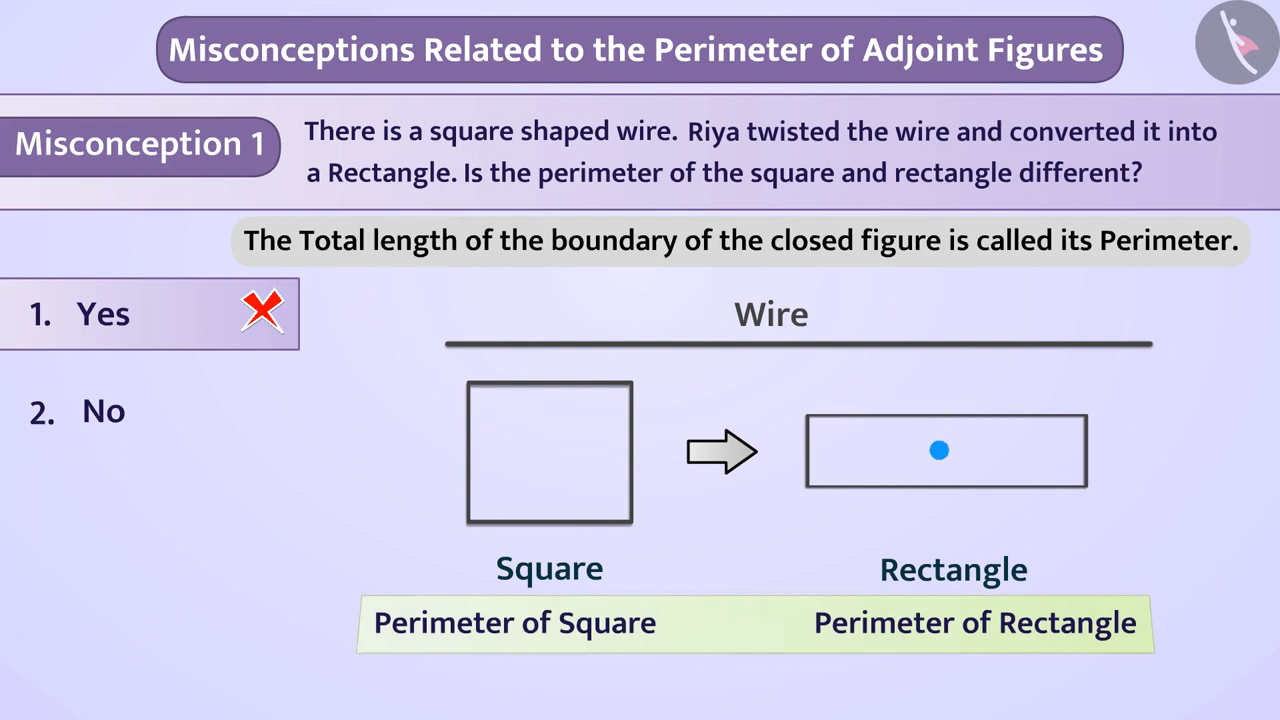 Misconceptions Related to the Perimeter of Adjoint Figures
Misconception 1
There is a square shaped wire. Riya twisted the wire and converted it into
a Rectangle. Is the perimeter of the square and rectangle different?
The Total length of the boundary of the closed figure is called its Perimeter.
1. Yes
Wire
2. No
Square
Rectangle
Perimeter of Square
Perimeter of Rectangle